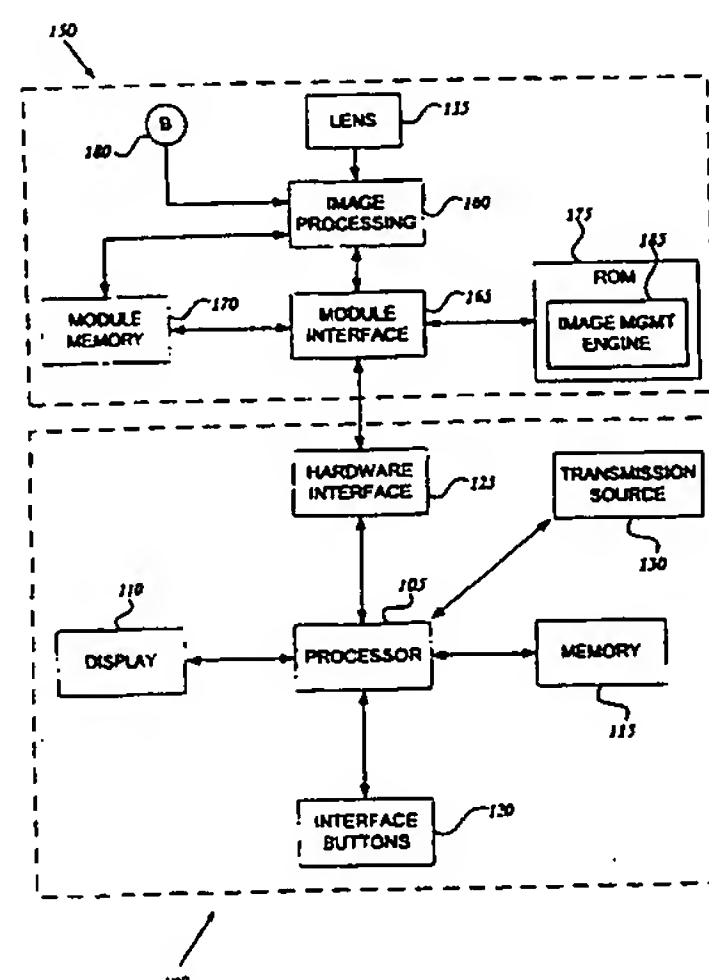 150
B
180
LENS
155
IMAGE
PROCESSING
160
175
185
ROM
IMAGE MGMT
ENGINE
MODULE
MEMORY
170
MODULE
INTERFACE
165
HARDWARE
INTERFACE
125
TRANSMISSION
SOURCE
130
110
DISPLAY
105
PROCESSOR
MEMORY
115
INTERFACE
BUTTONS
120